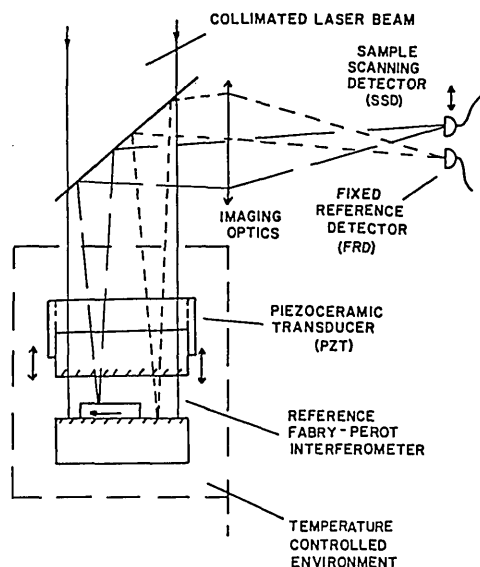 COLLIMATED LASER BEAM
SAMPLE
SCANNING
DETECTOR
(SSD)
IMAGING
OPTICS
FIXED
REFERENCE
DETECTOR
(FRD)
PIEZOCERAMIC
TRANSDUCER
(PZT)
REFERENCE
FABRY-PEROT
INTERFEROMETER
TEMPERATURE
CONTROLLED
ENVIRONMENT